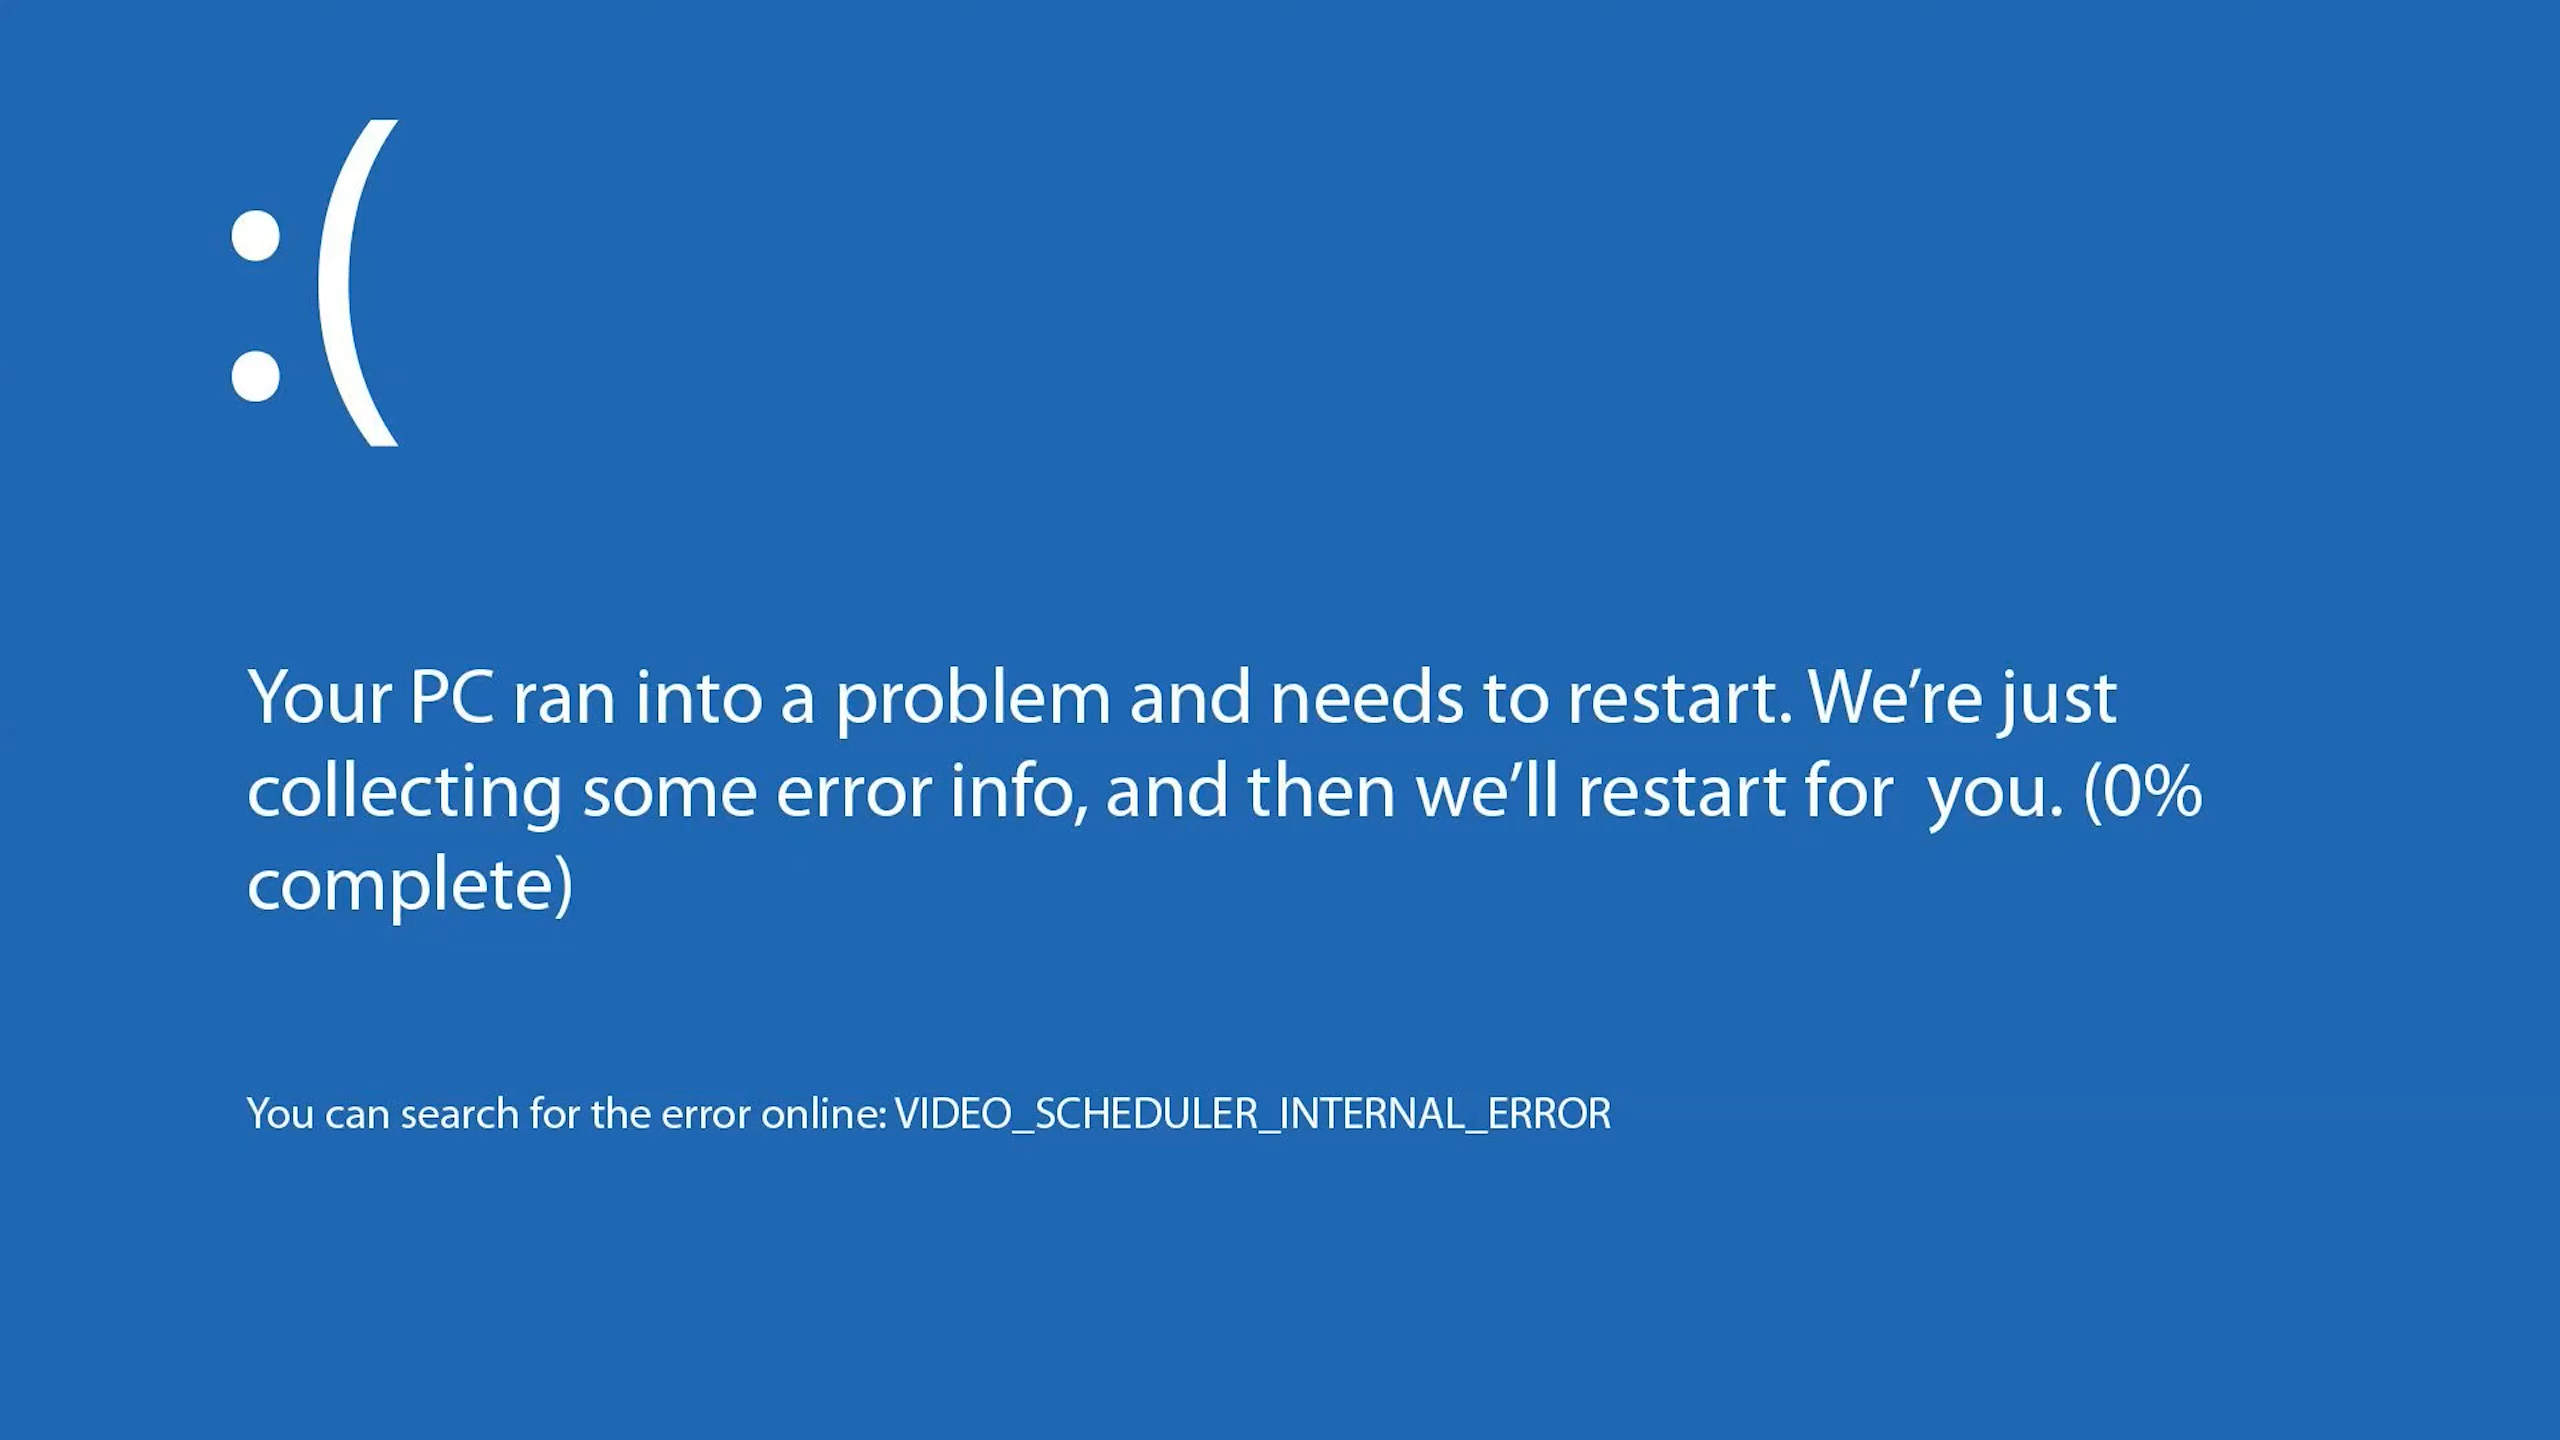 :(
Your PC ran into a problem and needs to restart. We’re just
collecting some error info, and then we’ll restart for  you. (0%
complete)
You can search for the error online: VIDEO_SCHEDULER_INTERNAL_ERROR